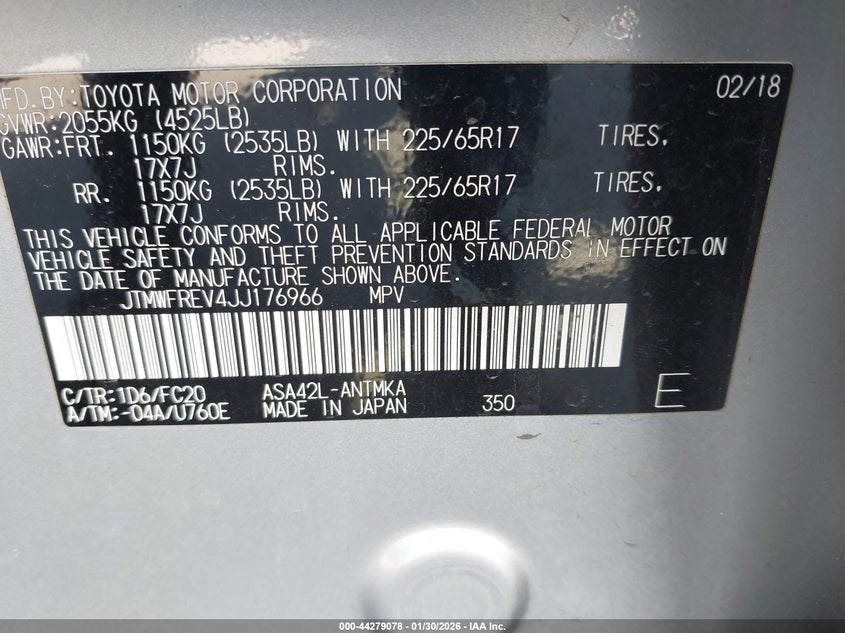 MFD. BY: TOYOTA MOTOR CORPORATION 02/18
GVWR: 2055KG (4525LB)
GAWR: FRT. 1150KG (2535LB) WITH 225/65R17 TIRES.
17X7J RIMS.
RR. 1150KG (2535LB) WITH 225/65R17 TIRES.
17X7J RIMS.
THIS VEHICLE CONFORMS TO ALL APPLICABLE FEDERAL MOTOR
VEHICLE SAFETY AND THEFT PREVENTION STANDARDS IN EFFECT ON
THE DATE OF MANUFACTURE SHOWN ABOVE.
JTMWFREV4JJ176966 MPV
C/TR: 1D6/FC20 ASA42L-ANTMKA
A/TM: -04A/U760E MADE IN JAPAN 350 E
000-44279078 - 01/30/2026 - IAA Inc.